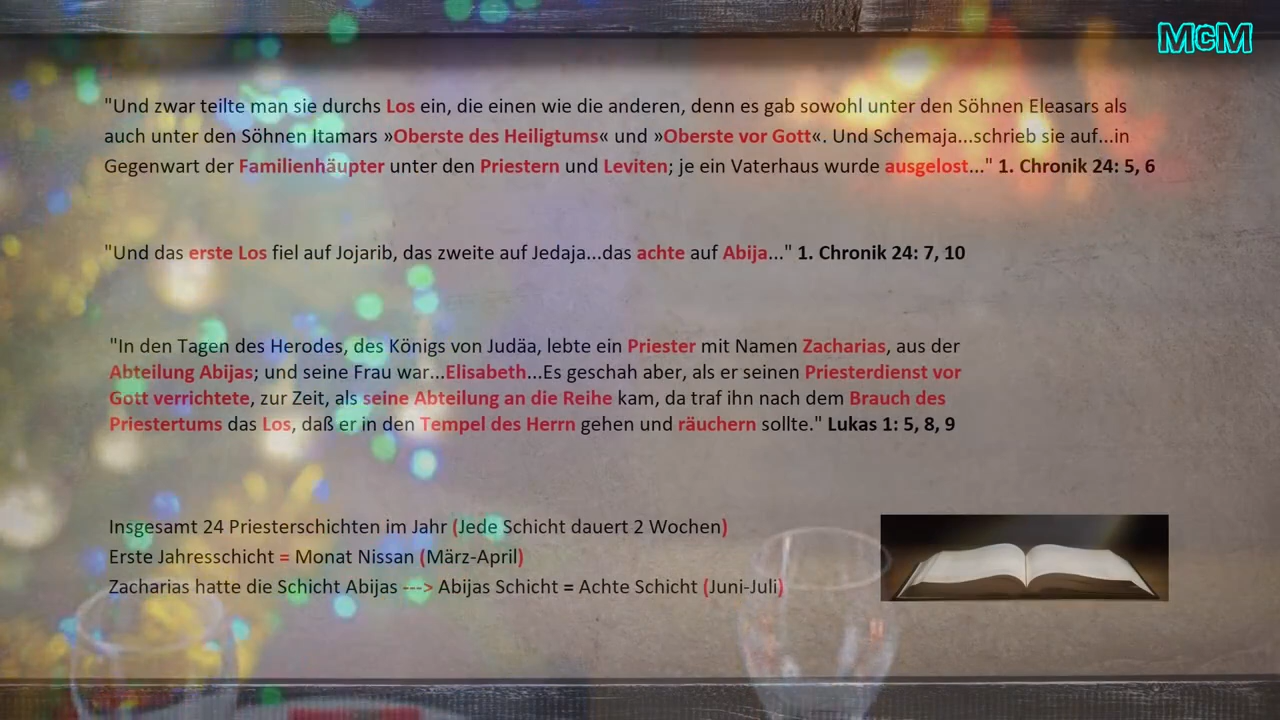 McM
"Und zwar teilte man sie durchs Los ein, die einen wie die anderen, denn es gab sowohl unter den Söhnen Eleasars als
auch unter den Söhnen Itamars »Oberste des Heiligtums« und »Oberste vor Gott«. Und Schemaja...schrieb sie auf...in
Gegenwart der Familienhäupter unter den Priestern und Leviten; je ein Vaterhaus wurde ausgelost..." 1. Chronik 24: 5, 6
"Und das erste Los fiel auf Jojarib, das zweite auf Jedaja...das achte auf Abija..." 1. Chronik 24: 7, 10
"In den Tagen des Herodes, des Königs von Judäa, lebte ein Priester mit Namen Zacharias, aus der
Abteilung Abijas; und seine Frau war...Elisabeth...Es geschah aber, als er seinen Priesterdienst vor
Gott verrichtete, zur Zeit, als seine Abteilung an die Reihe kam, da traf ihn nach dem Brauch des
Priestertums das Los, daß er in den Tempel des Herrn gehen und räuchern sollte." Lukas 1: 5, 8, 9
Insgesamt 24 Priesterschichten im Jahr (Jede Schicht dauert 2 Wochen)
Erste Jahresschicht = Monat Nissan (März-April)
Zacharias hatte die Schicht Abijas ---> Abijas Schicht = Achte Schicht (Juni-Juli)